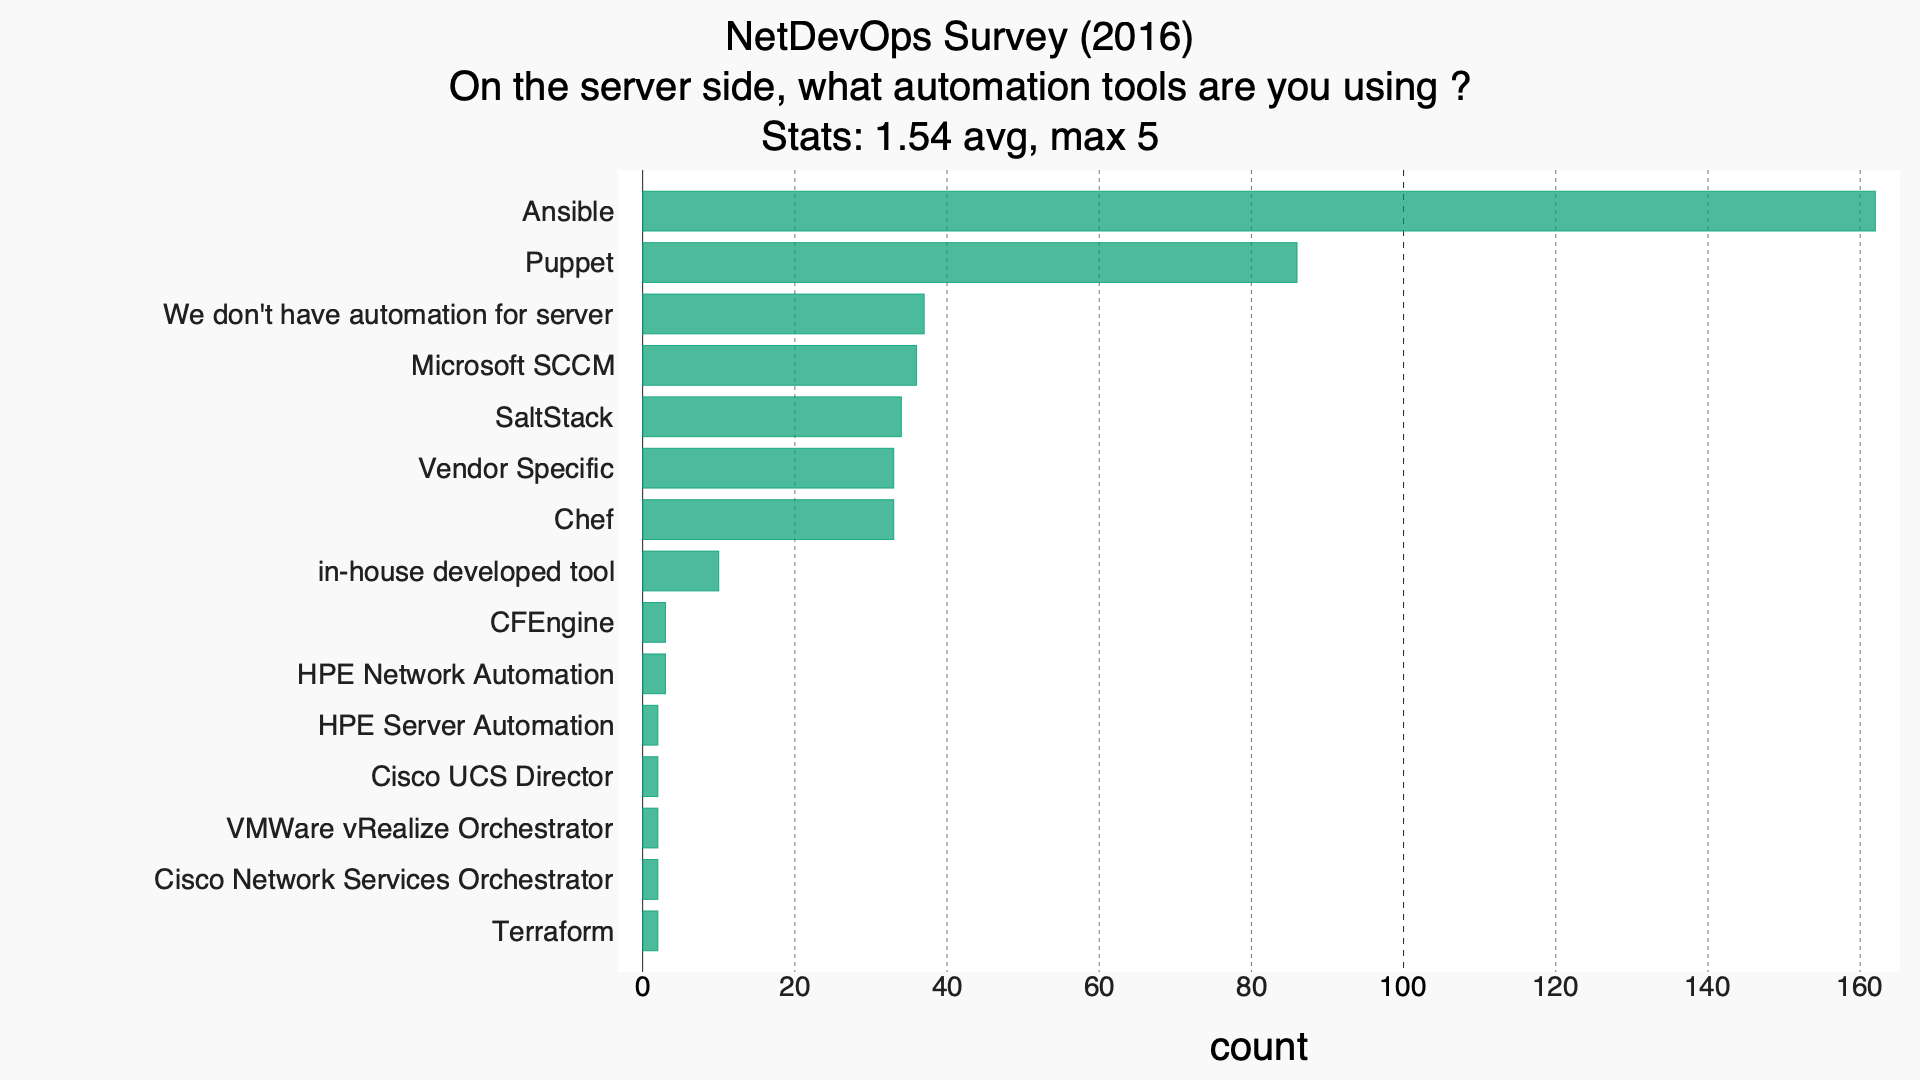 NetDevOps Survey (2016)
On the server side, what automation tools are you using ?
Stats: 1.54 avg, max 5
Ansible
Puppet
We don't have automation for server
Microsoft SCCM
SaltStack
Vendor Specific
Chef
in-house developed tool
CFEngine
HPE Network Automation
HPE Server Automation
Cisco UCS Director
VMWare vRealize Orchestrator
Cisco Network Services Orchestrator
Terraform
0 20 40 60 80 100 120 140 160
count